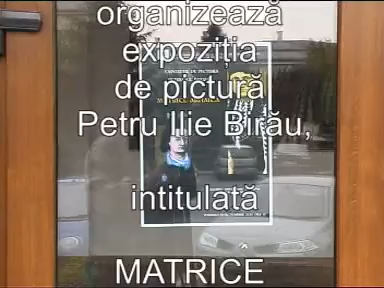 organizează
expoziția
de pictură
Petru Ilie Birău,
intitulată
MATRICE